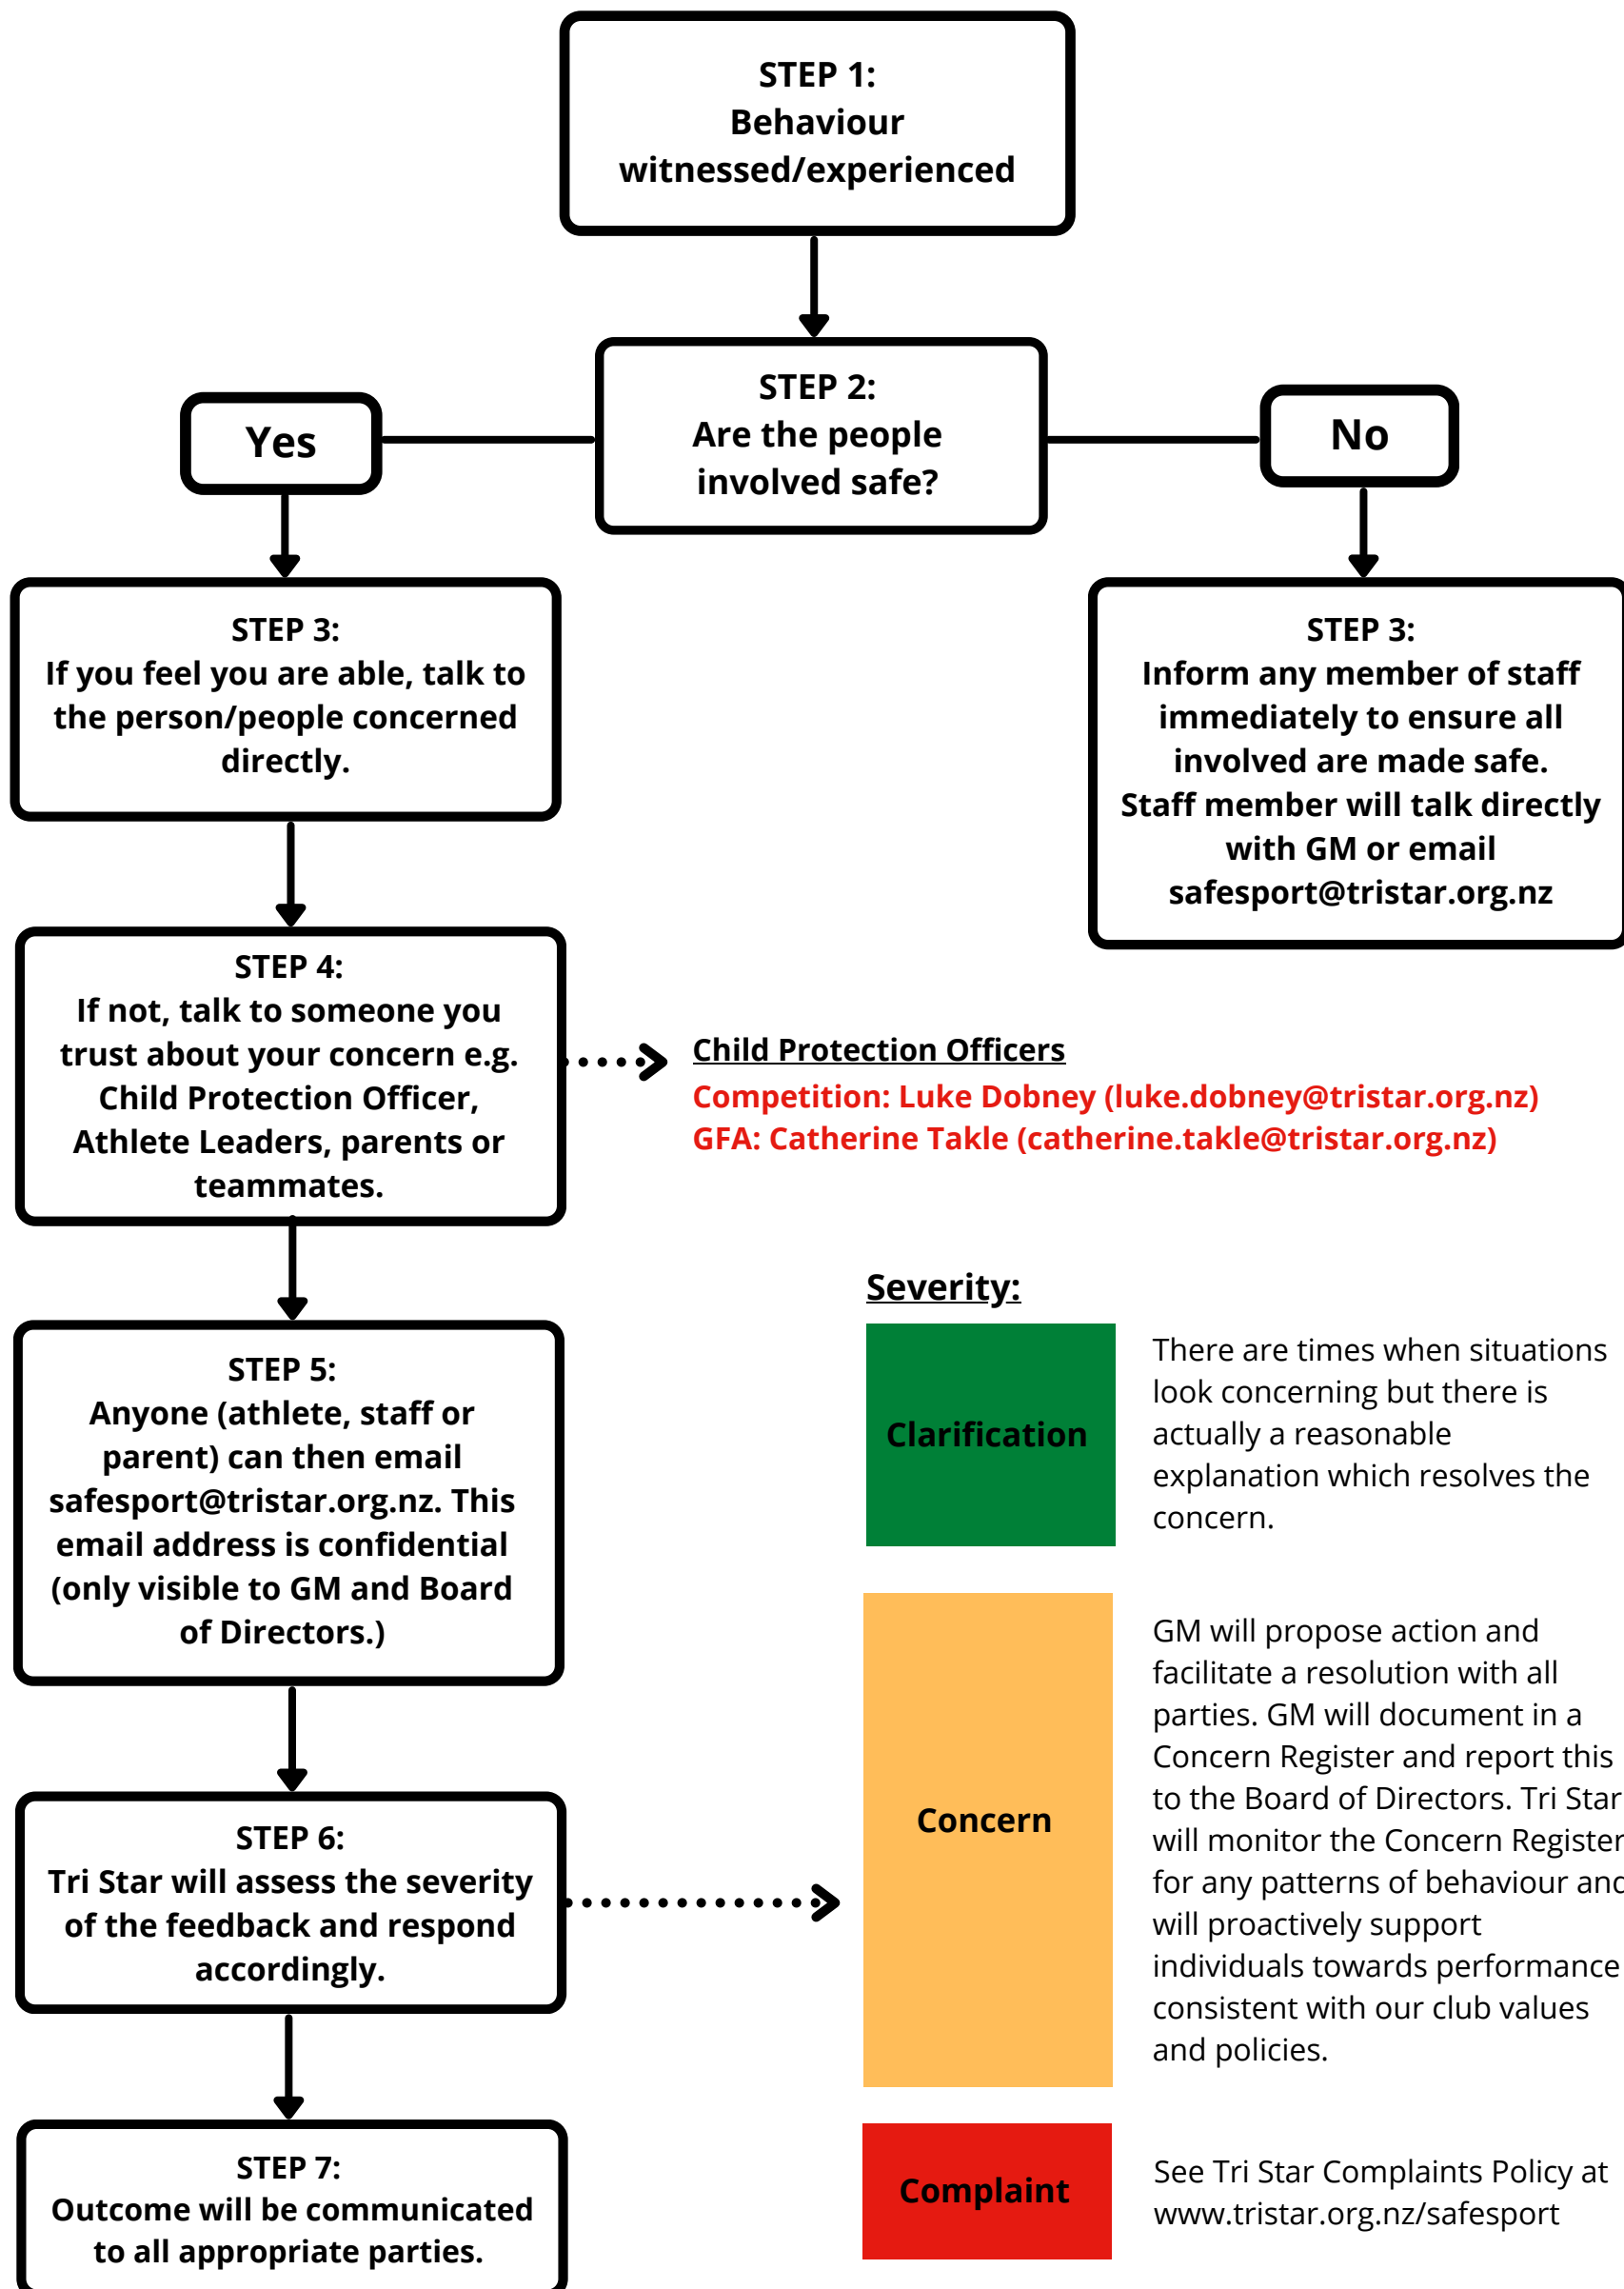 STEP 1:
Behaviour
witnessed/experienced
STEP 2:
Are the people
involved safe?
Yes
No
STEP 3:
If you feel you are able, talk to
the person/people concerned
directly.
STEP 3:
Inform any member of staff
immediately to ensure all
involved are made safe.
Staff member will talk directly
with GM or email
safesport@tristar.org.nz
STEP 4:
If not, talk to someone you
trust about your concern e.g.
Child Protection Officer,
Athlete Leaders, parents or
teammates.
Child Protection Officers
Competition: Luke Dobney (luke.dobney@tristar.org.nz)
GFA: Catherine Takle (catherine.takle@tristar.org.nz)
STEP 5:
Anyone (athlete, staff or
parent) can then email
safesport@tristar.org.nz. This
email address is confidential
(only visible to GM and Board
of Directors.)
STEP 6:
Tri Star will assess the severity
of the feedback and respond
accordingly.
STEP 7:
Outcome will be communicated
to all appropriate parties.
Severity:
Clarification
There are times when situations
look concerning but there is
actually a reasonable
explanation which resolves the
concern.
Concern
GM will propose action and
facilitate a resolution with all
parties. GM will document in a
Concern Register and report this
to the Board of Directors. Tri Star
will monitor the Concern Register
for any patterns of behaviour and
will proactively support
individuals towards performance
consistent with our club values
and policies.
Complaint
See Tri Star Complaints Policy at
www.tristar.org.nz/safesport